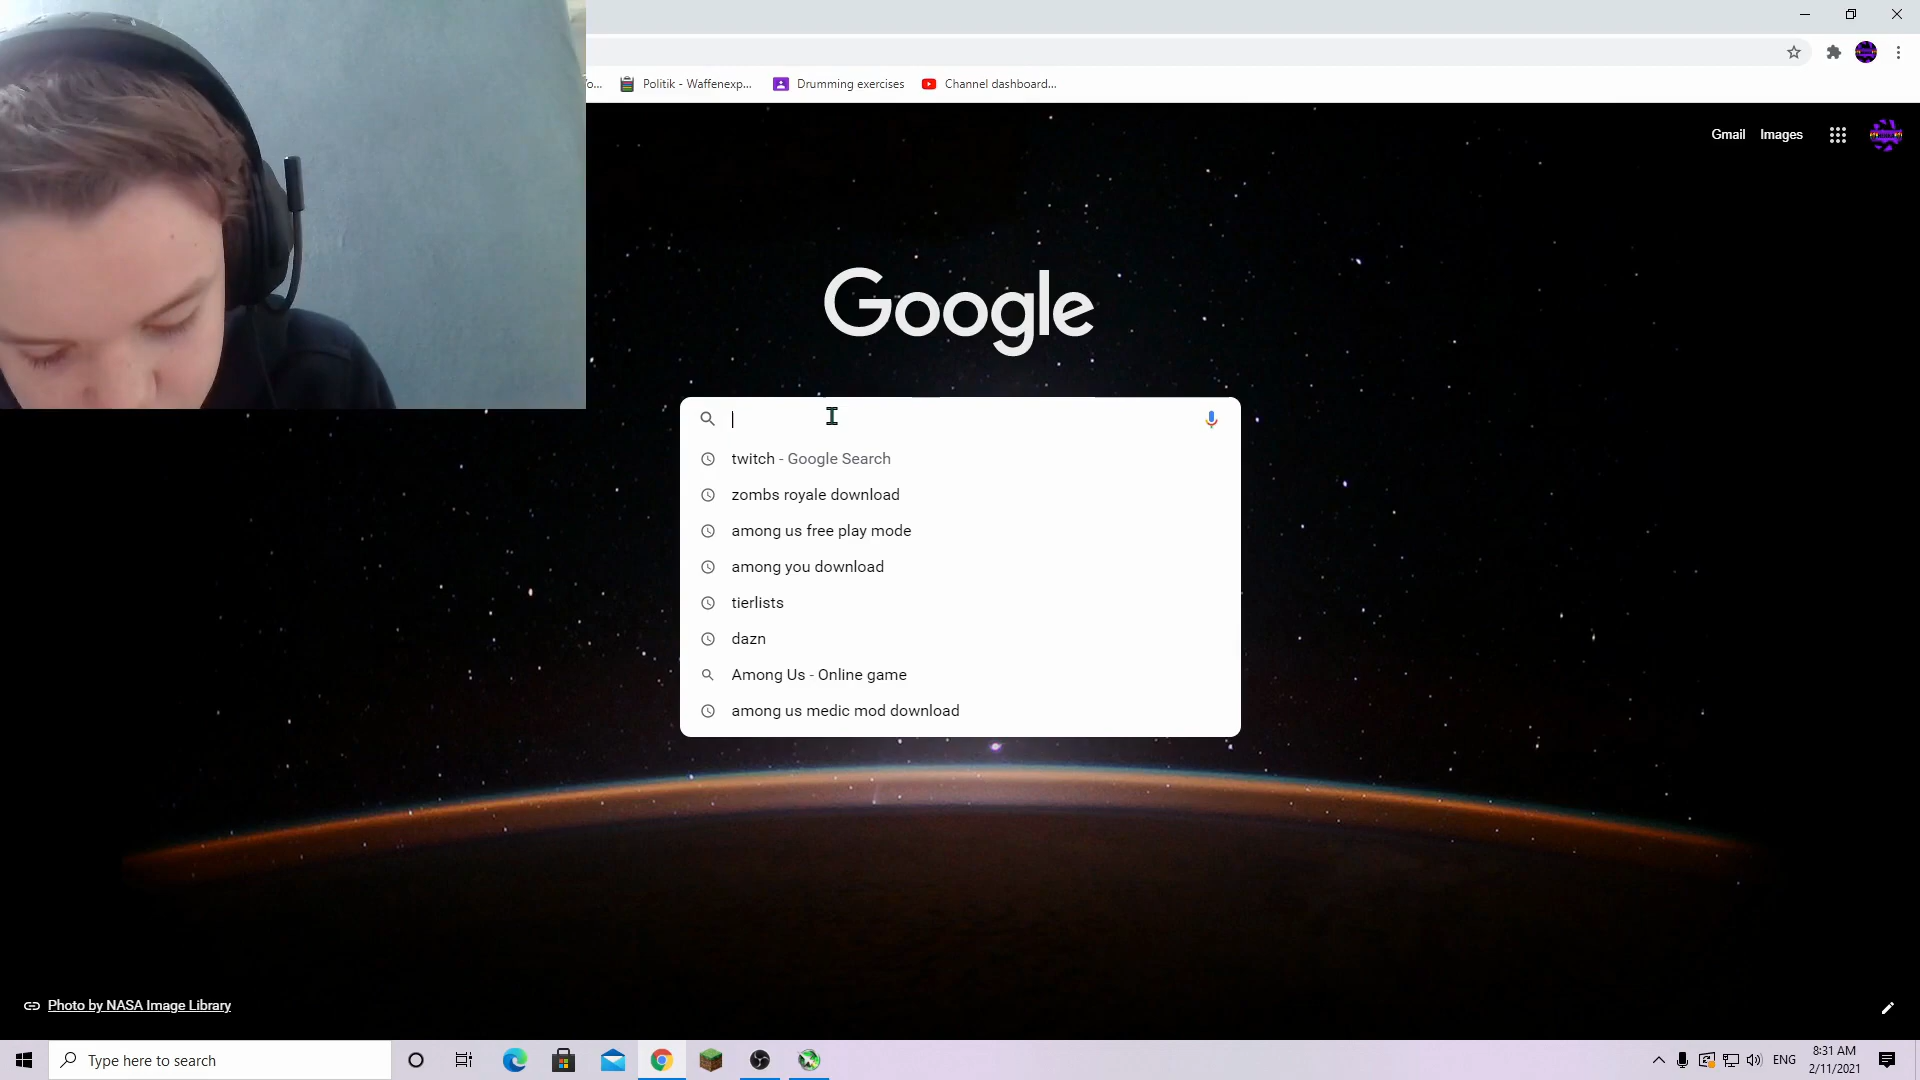 o...
Politik - Waffenexp...
Drumming exercises
Channel dashboard...
Gmail
Images
Google
twitch - Google Search
zombs royale download
among us free play mode
among you download
tierlists
dazn
Among Us - Online game
among us medic mod download
Photo by NASA Image Library
Type here to search
ENG
8:31 AM
2/11/2021